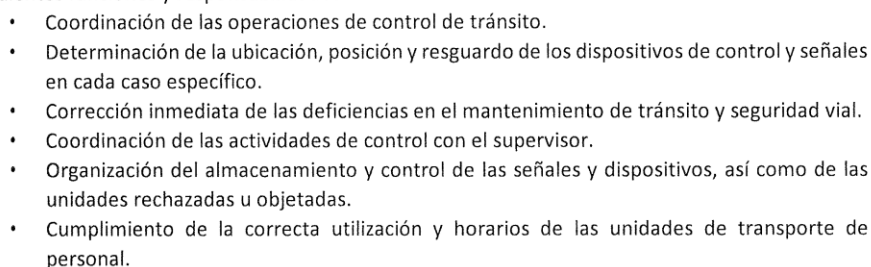 • Coordinación de las operaciones de control de tránsito.
• Determinación de la ubicación, posición y resguardo de los dispositivos de control y señales
en cada caso específico.
• Corrección inmediata de las deficiencias en el mantenimiento de tránsito y seguridad vial.
• Coordinación de las actividades de control con el supervisor.
• Organización del almacenamiento y control de las señales y dispositivos, así como de las
unidades rechazadas u objetadas.
• Cumplimiento de la correcta utilización y horarios de las unidades de transporte de
personal.